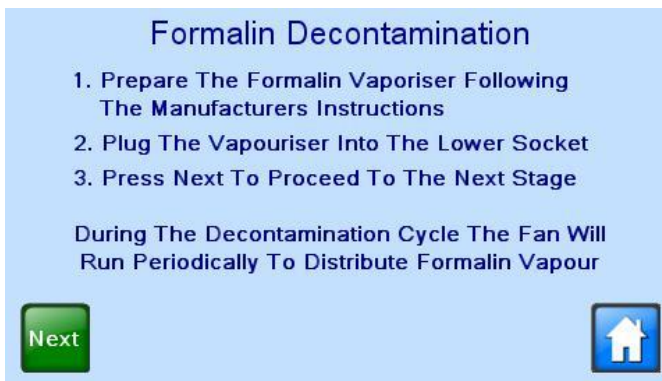 Formalin Decontamination
1. Prepare The Formalin Vaporiser Following
The Manufacturers Instructions
2. Plug The Vapouriser Into The Lower Socket
3. Press Next To Proceed To The Next Stage
During The Decontamination Cycle The Fan Will
Run Periodically To Distribute Formalin Vapour
Next